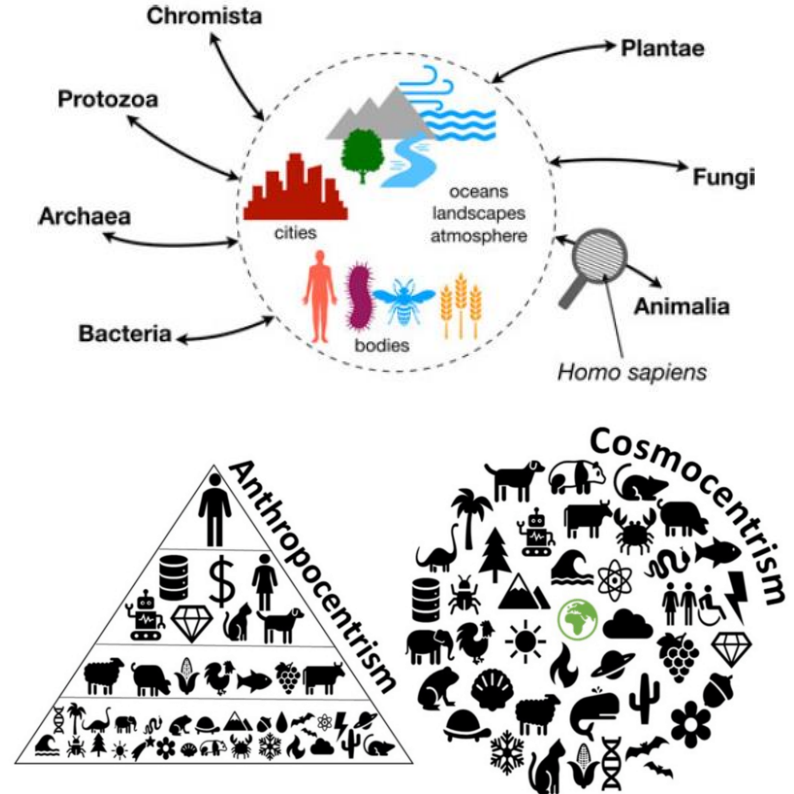 Chromista
Plantae
Protozoa
Fungi
Archaea
oceans
landscapes
atmosphere
cities
Animalia
Bacteria
bodies
Homo sapiens
Anthropocentrism
$
Cosmocentrism